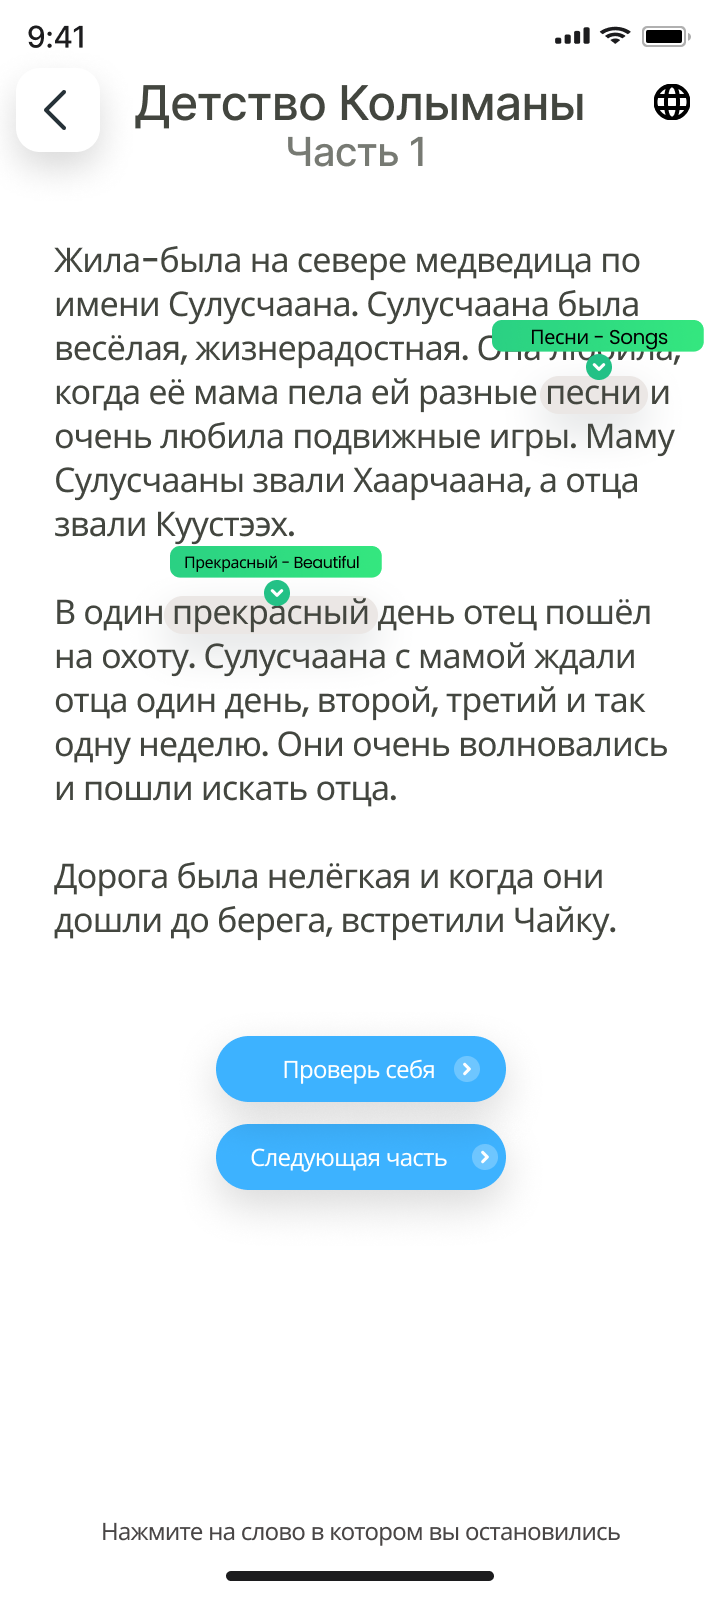 9:41
Детство Колыманы
Часть 1
Жила-была на севере медведица по
имени Сулусчаана. Сулусчаана была
Песни - Songs
весёлая, жизнерадостная. Она любила,
когда её мама пела ей разные песни и
очень любила подвижные игры. Маму
Сулусчааны звали Хаарчаана, а отца
звали Куустээх.
Прекрасный - Beautiful
В один прекрасный день отец пошёл
на охоту. Сулусчаана с мамой ждали
отца один день, второй, третий и так
одну неделю. Они очень волновались
и пошли искать отца.
Дорога была нелёгкая и когда они
дошли до берега, встретили Чайку.
Проверь себя
Следующая часть
Нажмите на слово в котором вы остановились